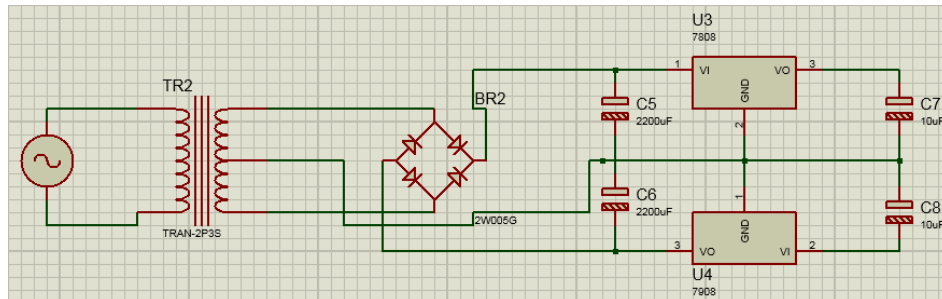 U3
7808
1
VI
VO
3
GND
2
TR2
BR2
C5
2200uF
C7
10uF
TRAN-2P3S
2W005G
C6
2200uF
C8
10uF
1
GND
3
VO
VI
2
U4
7908